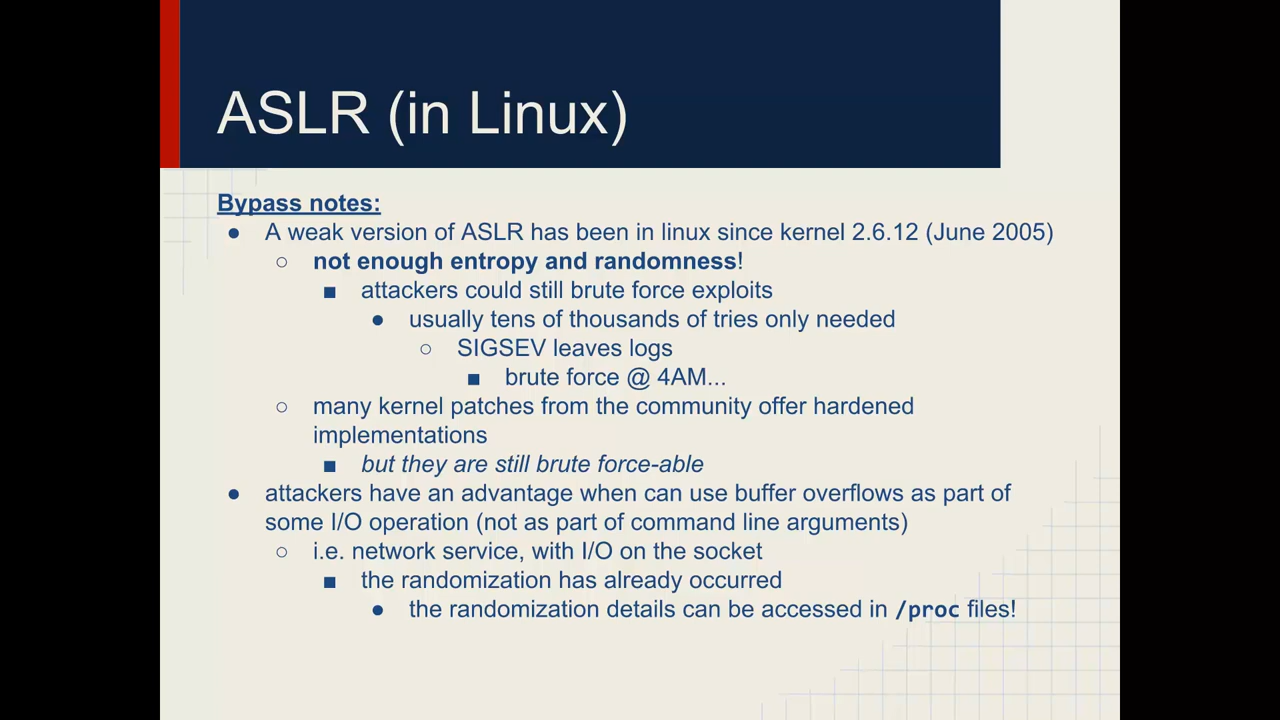 ASLR (in Linux)
Bypass notes:
● A weak version of ASLR has been in linux since kernel 2.6.12 (June 2005)
○ not enough entropy and randomness!
■ attackers could still brute force exploits
● usually tens of thousands of tries only needed
○ SIGSEV leaves logs
■ brute force @ 4AM...
○ many kernel patches from the community offer hardened
implementations
■ but they are still brute force-able
● attackers have an advantage when can use buffer overflows as part of
some I/O operation (not as part of command line arguments)
○ i.e. network service, with I/O on the socket
■ the randomization has already occurred
● the randomization details can be accessed in /proc files!